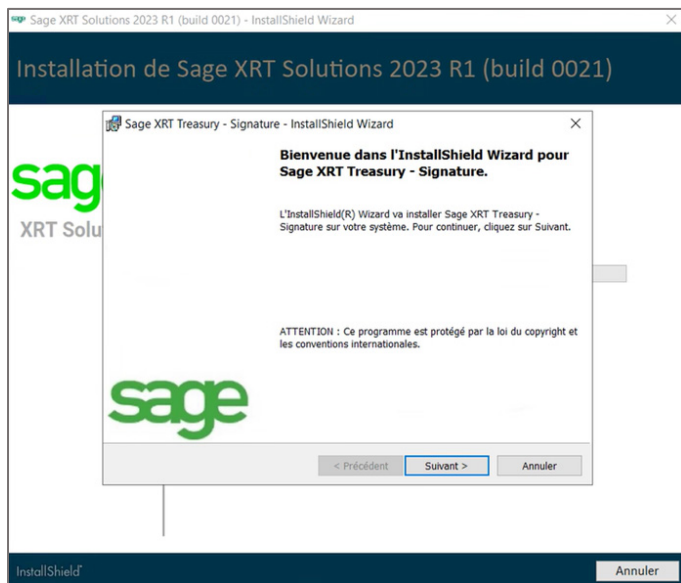 Sage XRT Solutions 2023 R1 (build 0021) - InstallShield Wizard
Installation de Sage XRT Solutions 2023 R1 (build 0021)
Sage XRT Treasury - Signature - InstallShield Wizard
Bienvenue dans l'InstallShield Wizard pour
Sage XRT Treasury - Signature.
sag
XRT Solu
L'InstallShield(R) Wizard va installer Sage XRT Treasury -
Signature sur votre système. Pour continuer, cliquez sur Suivant.
ATTENTION : Ce programme est protégé par la loi du copyright et
les conventions internationales.
sage
< Précédent
Suivant >
Annuler
InstallShield
Annuler